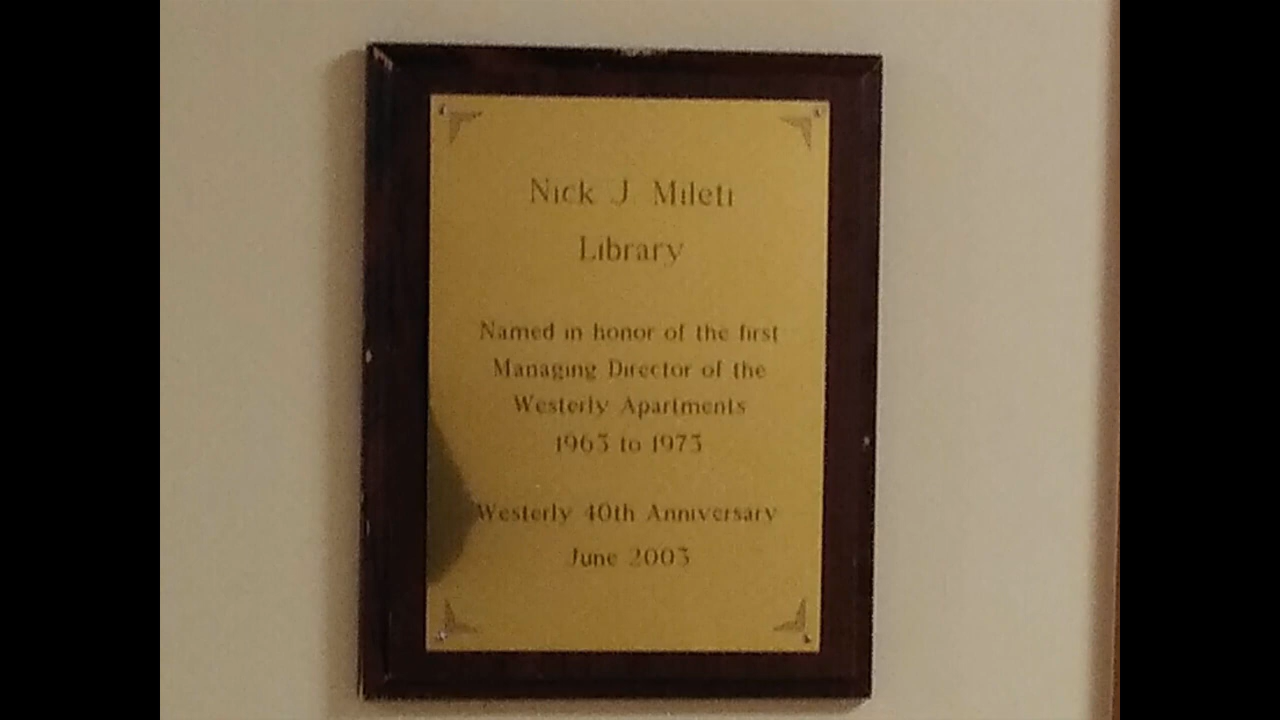 Nick J. Mileti
Library
Named in honor of the first
Managing Director of the
Westerly Apartments
1963 to 1973
Westerly 40th Anniversary
June 2003